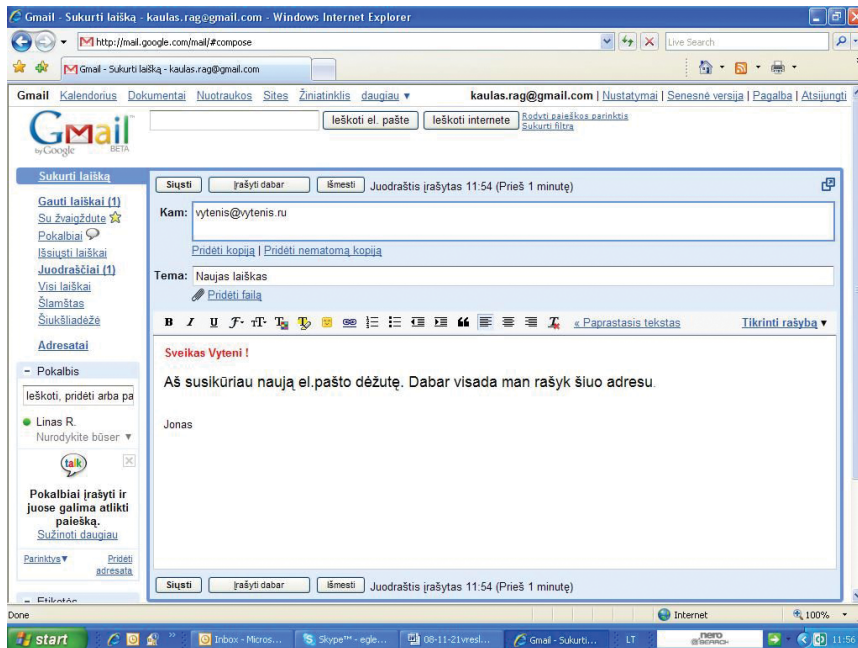 Gmail - Sukurti laišką - kaulas.rag@gmail.com - Windows Internet Explorer
http://mail.google.com/mail/#compose
Live Search
Gmail - Sukurti laišką - kaulas.rag@gmail.com
Gmail Kalendorius Dokumentai Nuotraukos Sites Žiniatinklis daugiau ▼ kaulas.rag@gmail.com | Nustatymai | Senesnė versija | Pagalba | Atsijungti
Gmail
by Google BETA
Ieškoti el. pašte
Ieškoti internete
Rodyti paieškos parinktis
Sukurti filtrą
Sukurti laišką
Gauti laiškai (1)
Su žvaigždute
Pokalbiai
Išsiųsti laiškai
Juodraščiai (1)
Visi laiškai
Šlamštas
Šiukšliadėžė
Adresatai
- Pokalbis
Ieškoti, pridėti arba pa
Linas R.
Nurodykite būser ▼
talk
Pokalbiai įrašyti ir
juose galima atlikti
paiešką.
Sužinoti daugiau
Parinktys▼ Pridėti
adresatą
- Etiketės
Siųsti Įrašyti dabar Išmesti Juodraštis įrašytas 11:54 (Prieš 1 minutę)
Kam: vytenis@vytenis.ru
Pridėti kopiją | Pridėti nematomą kopiją
Tema: Naujas laiškas
Pridėti failą
B I U « Paprastasis tekstas Tikrinti rašybą ▼
Sveikas Vyteni !
Aš susikūriau naują el.pašto dėžutę. Dabar visada man rašyk šiuo adresu.
Jonas
Siųsti Įrašyti dabar Išmesti Juodraštis įrašytas 11:54 (Prieš 1 minutę)
Done Internet 100%
start Inbox - Micros... Skype™ - egle... 08-11-21vresl... Gmail - Sukurti... LT nero SEARCH 11:56